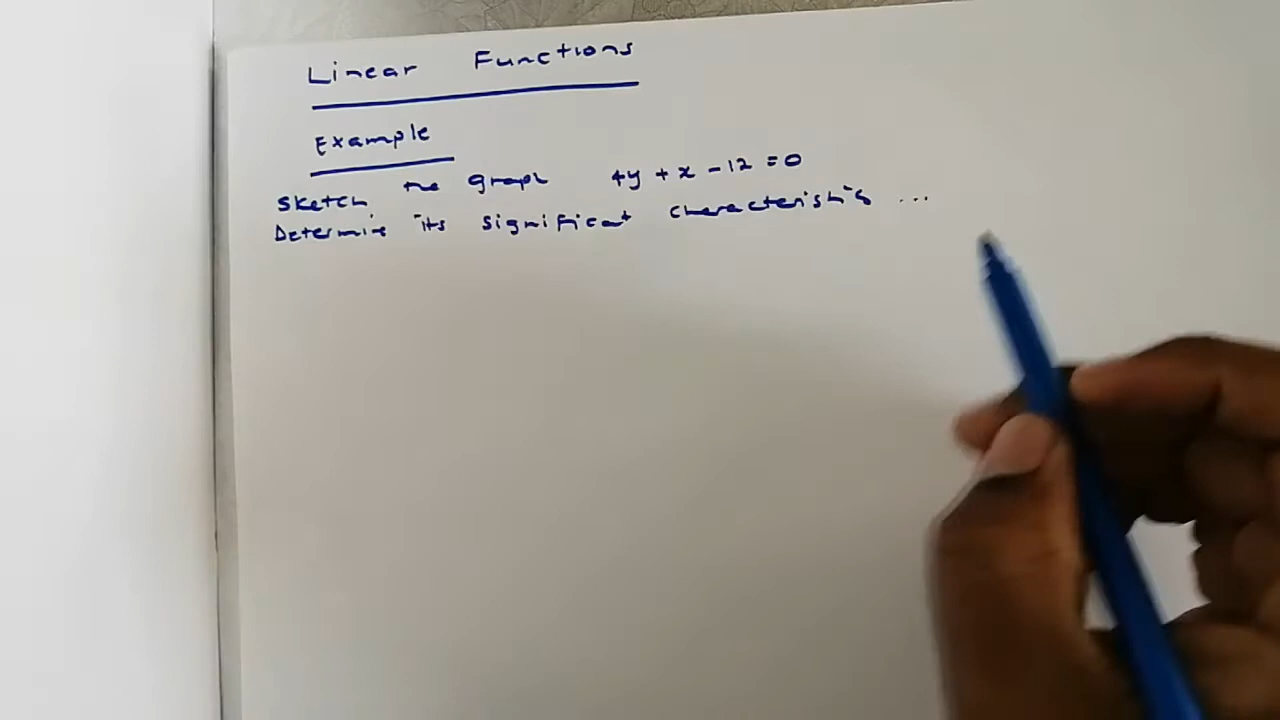 Linear Functions
Example
Sketch the graph 4y + x - 12 = 0
Determine its significant characteristics ...